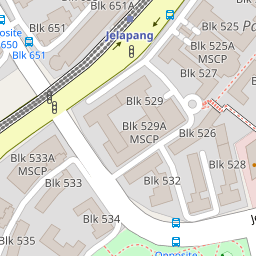 Blk 651A
Jelapang
Blk 525
Blk 525A
MSCP
Blk 527
Opposite
650
Blk 651
Blk 651
Blk 529
Blk 529A
MSCP
Blk 526
Blk 533A
MSCP
Blk 533
Blk 532
Blk 528
Blk 534
Blk 535
Opposite